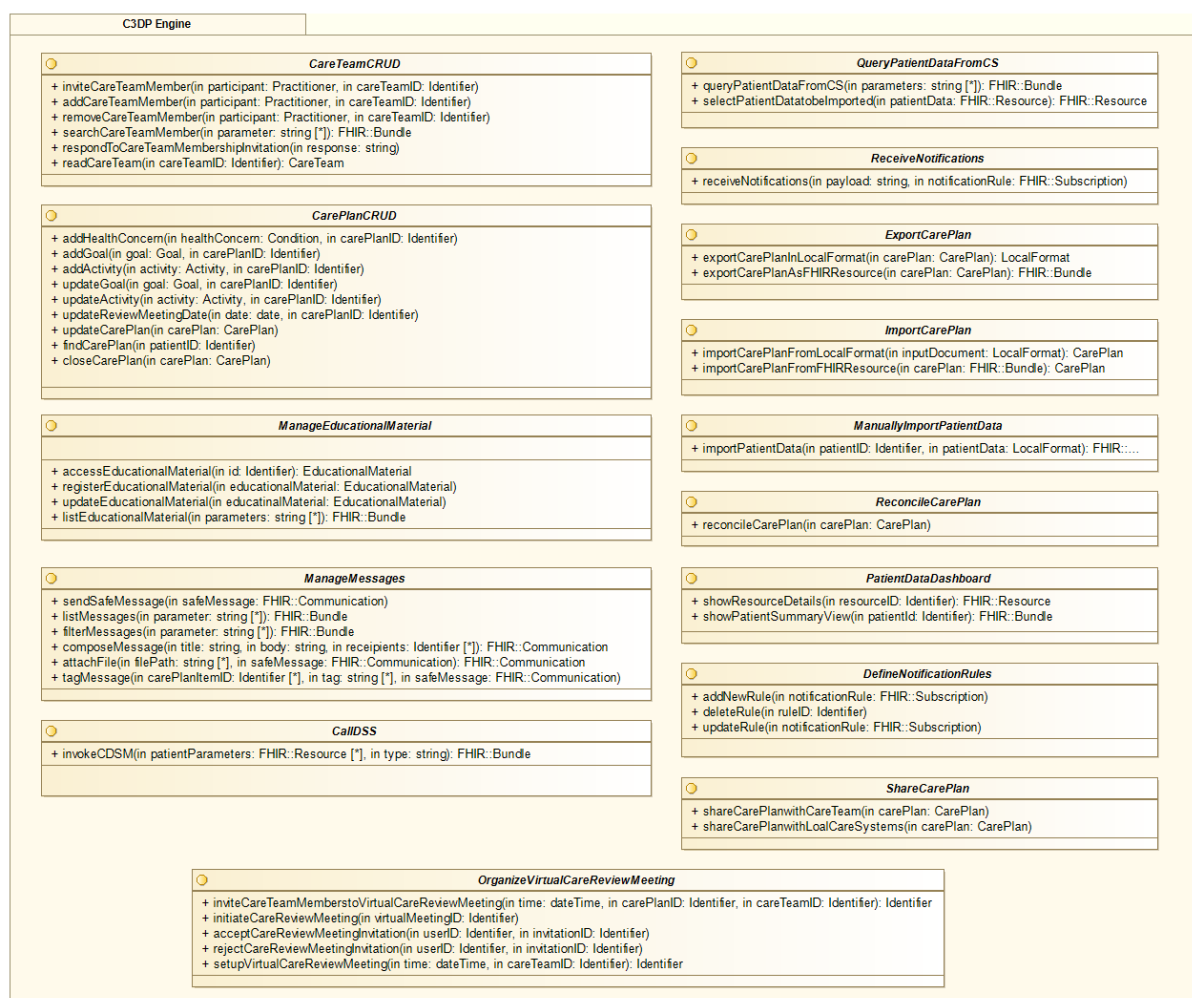 C3DP Engine
CareTeamCRUD
+ inviteCareTeamMember(in participant: Practitioner, in careTeamID: Identifier)
+ addCareTeamMember(in participant: Practitioner, in careTeamID: Identifier)
+ removeCareTeamMember(in participant: Practitioner, in careTeamID: Identifier)
+ searchCareTeamMember(in parameter: string [*]): FHIR::Bundle
+ respondToCareTeamMembershipInvitation(in response: string)
+ readCareTeam(in careTeamID: Identifier): CareTeam
CarePlanCRUD
+ addHealthConcern(in healthConcern: Condition, in carePlanID: Identifier)
+ addGoal(in goal: Goal, in carePlanID: Identifier)
+ addActivity(in activity: Activity, in carePlanID: Identifier)
+ updateGoal(in goal: Goal, in carePlanID: Identifier)
+ updateActivity(in activity: Activity, in carePlanID: Identifier)
+ updateReviewMeetingDate(in date: date, in carePlanID: Identifier)
+ updateCarePlan(in carePlan: CarePlan)
+ findCarePlan(in patientID: Identifier)
+ closeCarePlan(in carePlan: CarePlan)
ManageEducationalMaterial
+ accessEducationalMaterial(in id: Identifier): EducationalMaterial
+ registerEducationalMaterial(in educationalMaterial: EducationalMaterial)
+ updateEducationalMaterial(in educatinalMaterial: EducationalMaterial)
+ listEducationalMaterial(in parameters: string [*]): FHIR::Bundle
ManageMessages
+ sendSafeMessage(in safeMessage: FHIR::Communication)
+ listMessages(in parameter: string [*]): FHIR::Bundle
+ filterMessages(in parameter: string [*]): FHIR::Bundle
+ composeMessage(in title: string, in body: string, in receipients: Identifier [*]): FHIR::Communication
+ attachFile(in filePath: string [*], in safeMessage: FHIR::Communication): FHIR::Communication
+ tagMessage(in carePlanItemID: Identifier [*], in tag: string [*], in safeMessage: FHIR::Communication)
CallDSS
+ invokeCDSM(in patientParameters: FHIR::Resource [*], in type: string): FHIR::Bundle
QueryPatientDataFromCS
+ queryPatientDataFromCS(in parameters: string [*]): FHIR::Bundle
+ selectPatientDatatobeImported(in patientData: FHIR::Resource): FHIR::Resource
ReceiveNotifications
+ receiveNotifications(in payload: string, in notificationRule: FHIR::Subscription)
ExportCarePlan
+ exportCarePlanInLocalFormat(in carePlan: CarePlan): LocalFormat
+ exportCarePlanAsFHIRResource(in carePlan: CarePlan): FHIR::Bundle
ImportCarePlan
+ importCarePlanFromLocalFormat(in inputDocument: LocalFormat): CarePlan
+ importCarePlanFromFHIRResource(in carePlan: FHIR::Bundle): CarePlan
ManuallyImportPatientData
+ importPatientData(in patientID: Identifier, in patientData: LocalFormat): FHIR::...
ReconcileCarePlan
+ reconcileCarePlan(in carePlan: CarePlan)
PatientDataDashboard
+ showResourceDetails(in resourceID: Identifier): FHIR::Resource
+ showPatientSummaryView(in patientId: Identifier): FHIR::Bundle
DefineNotificationRules
+ addNewRule(in notificationRule: FHIR::Subscription)
+ deleteRule(in ruleID: Identifier)
+ updateRule(in notificationRule: FHIR::Subscription)
ShareCarePlan
+ shareCarePlanwithCareTeam(in carePlan: CarePlan)
+ shareCarePlanwithLoalCareSystems(in carePlan: CarePlan)
OrganizeVirtualCareReviewMeeting
+ inviteCareTeamMemberstoVirtualCareReviewMeeting(in time: dateTime, in carePlanID: Identifier, in careTeamID: Identifier): Identifier
+ initiateCareReviewMeeting(in virtualMeetingID: Identifier)
+ acceptCareReviewMeetingInvitation(in userID: Identifier, in invitationID: Identifier)
+ rejectCareReviewMeetingInvitation(in userID: Identifier, in invitationID: Identifier)
+ setupVirtualCareReviewMeeting(in time: dateTime, in careTeamID: Identifier): Identifier